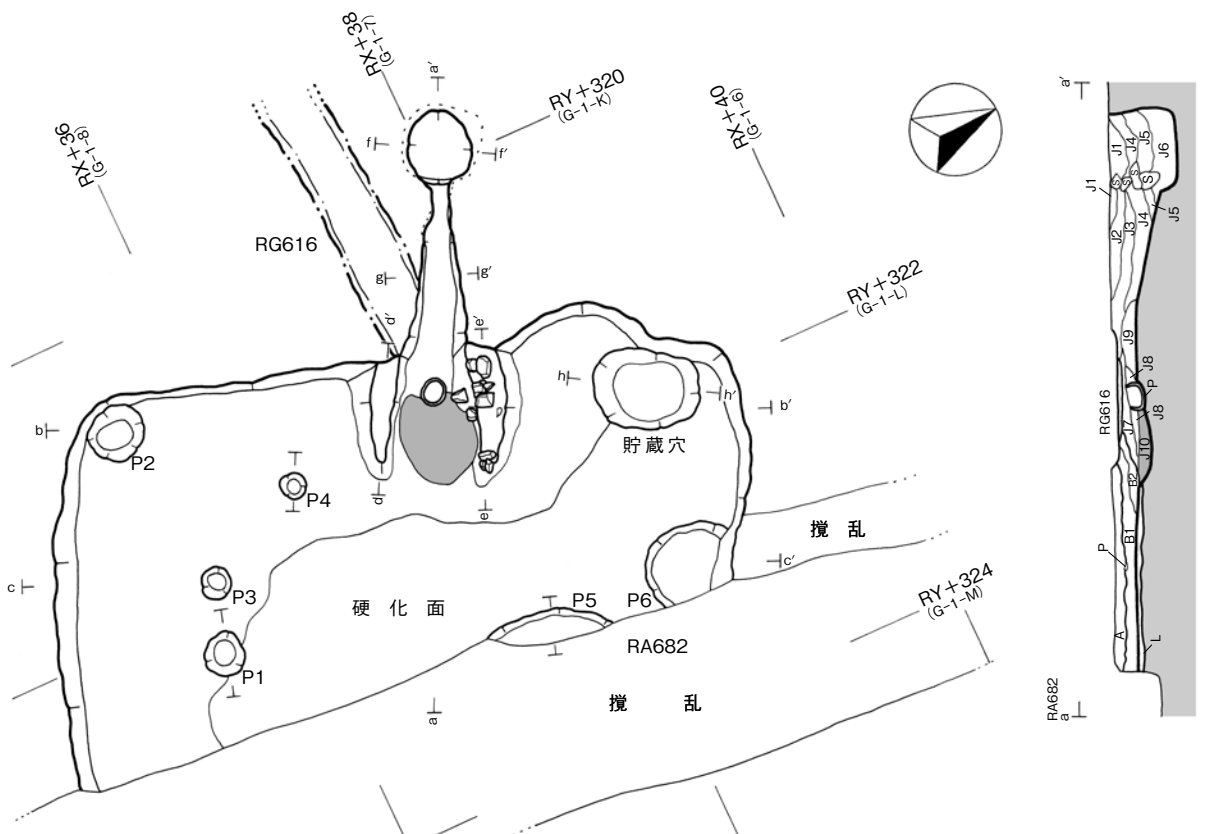 RX+38
(G-1-7)
RY+320
(G-1-K)
RX+40
(G-1-6)
RX+36
(G-1-8)
a'
f
f'
RG616
g
g'
d'
e'
RY+322
(G-1-L)
h
h'
b'
b
P2
貯蔵穴
P4
d
e
撹 乱
c'
c
P3
硬 化 面
P5
P6
RY+324
(G-1-M)
RA682
P1
撹 乱
a
a'
J1
J4
J5
J6
S
S
S
S
J1
J2
J3
J4
J5
J9
J8
P
J8
RG616
J7
J10
B2
B1
P
A
L
RA682
a